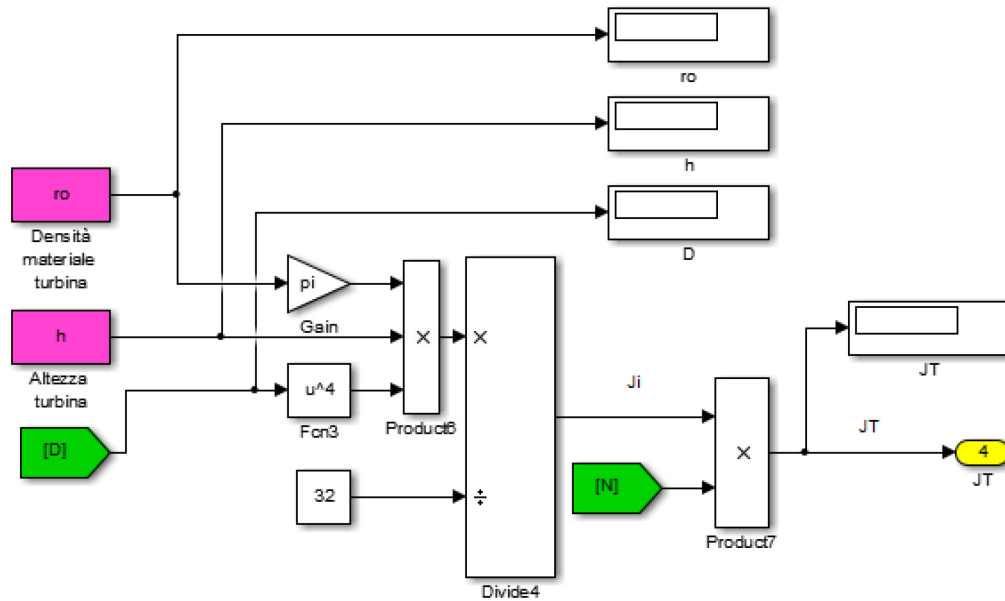 ro
h
D
ro
Densità
materiale
turbina
pi
Gain
h
Altezza
turbina
×
×
JT
u^4
Fcn3
Product6
Ji
[D]
JT
[N]
×
4
JT
32
÷
Product7
Divide4